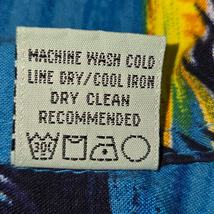 MACHINE WASH COLD
LINE DRY/COOL IRON
DRY CLEAN
RECOMMENDED
30°